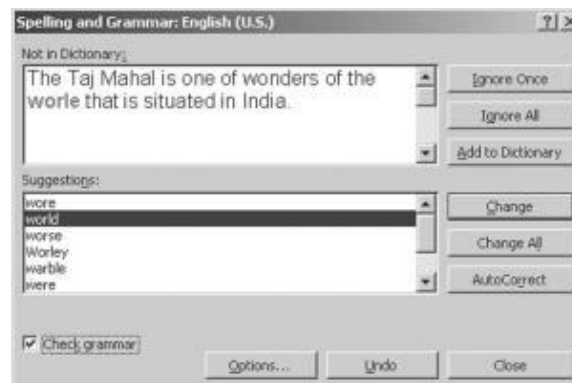 Spelling and Grammar: English (U.S.)
Not in Dictionary:
The Taj Mahal is one of wonders of the
worle that is situated in India.
Ignore Once
Ignore All
Add to Dictionary
Suggestions:
wore
world
worse
Worley
warble
were
Change
Change All
AutoCorrect
Check grammar
Options...
Undo
Close